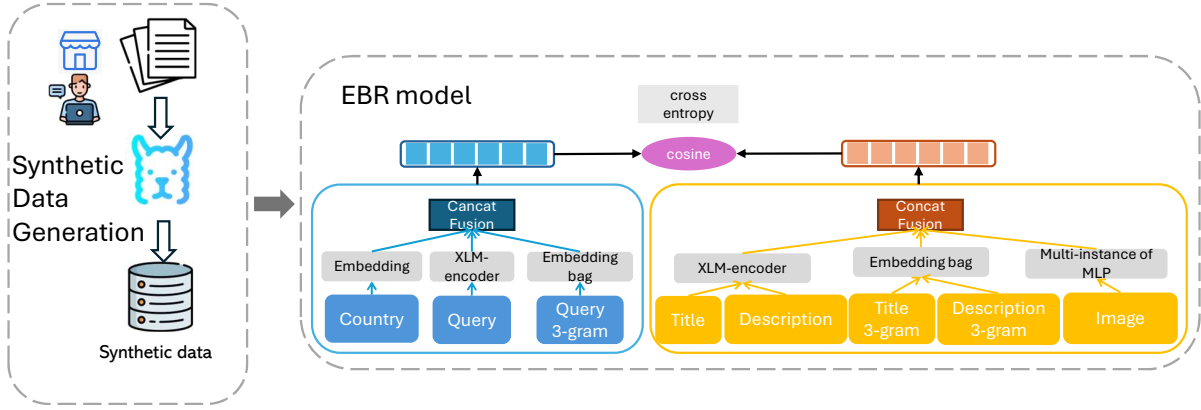 Synthetic
Data
Generation
Synthetic data
EBR model
cross
entropy
cosine
Cancat
Fusion
Embedding
XLM-
encoder
Embedding
bag
Country
Query
Query
3-gram
Concat
Fusion
XLM-encoder
Embedding bag
Multi-instance of
MLP
Title
Description
Title
3-gram
Description
3-gram
Image